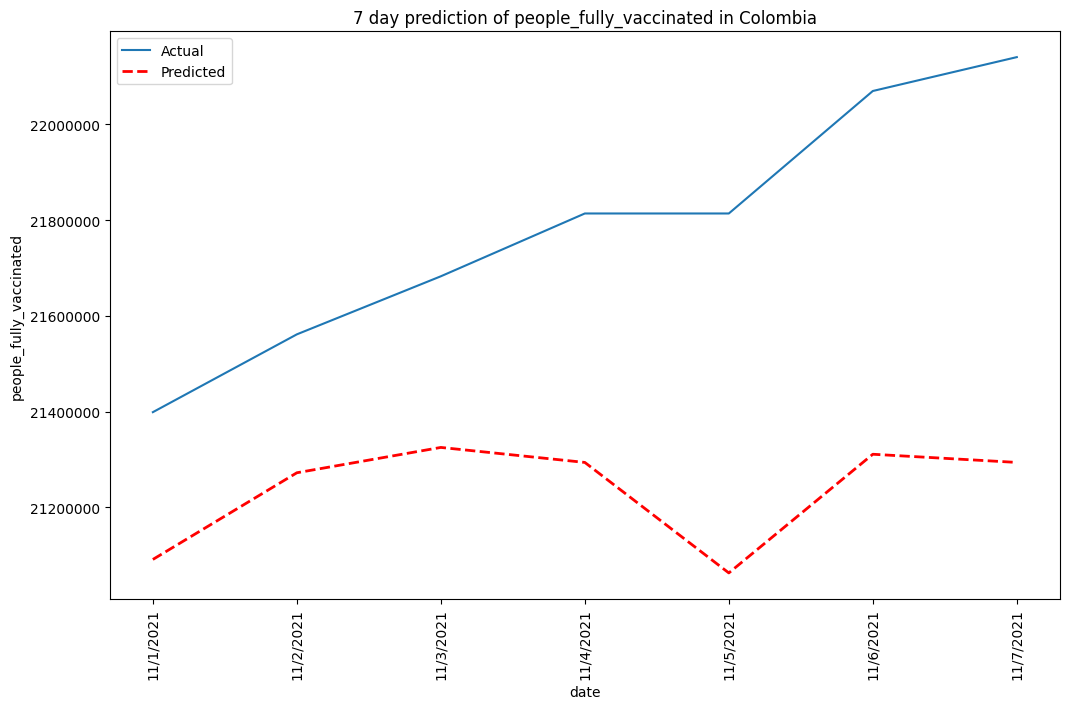 7 day prediction of people_fully_vaccinated in Colombia
Actual
Predicted
people_fully_vaccinated
22000000
21800000
21600000
21400000
21200000
11/1/2021
11/2/2021
11/3/2021
11/4/2021
11/5/2021
11/6/2021
11/7/2021
date